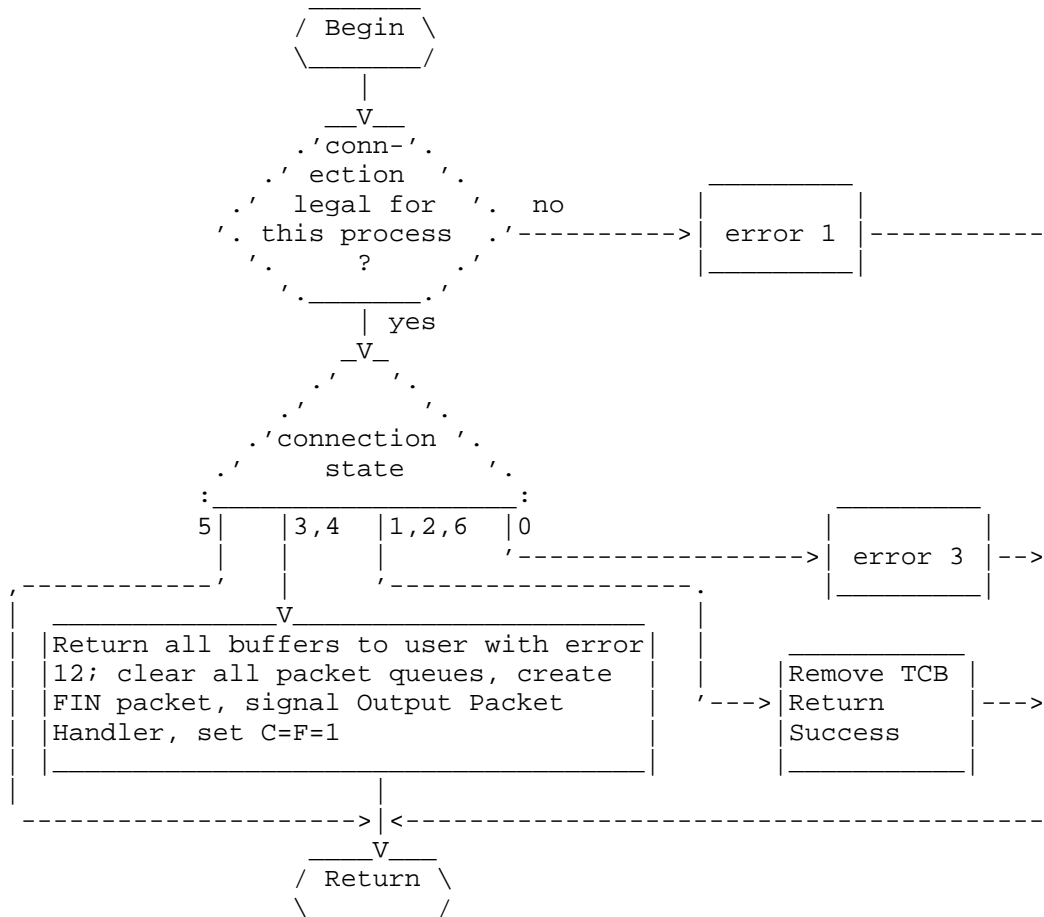 Begin
conn-
ection
legal for no
this process error 1
?
yes
connection
state
5 3,4 1,2,6 0
error 3
Return all buffers to user with error
12; clear all packet queues, create Remove TCB
FIN packet, signal Output Packet Return
Handler, set C=F=1 Success
Return